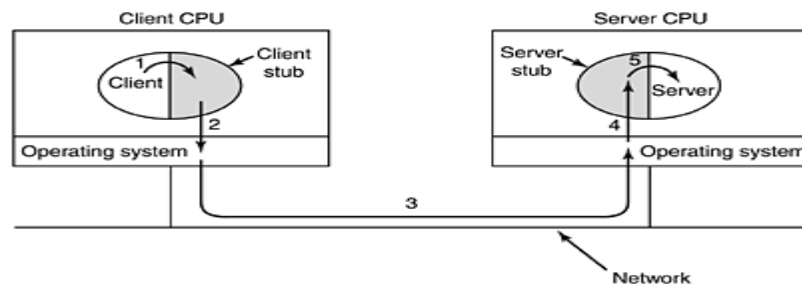 Client CPU
Server CPU
1
Client
Client
stub
2
Operating system
3
Server
stub
5
Server
4
Operating system
Network